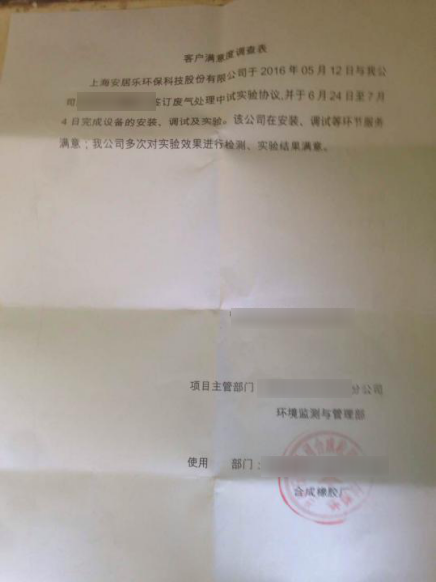 客户满意度调查表
上海安居乐环保科技股份有限公司于2016年05月12日与我公
司 签订废气处理中试实验协议,并于6月24日至7月
4日完成设备的安装、调试及实验。该公司在安装、调试等环节服务
满意;我公司多次对实验效果进行检测、实验结果满意。
项目主管部门 分公司
环境监测与管理部
使用 部门:
合成橡胶厂